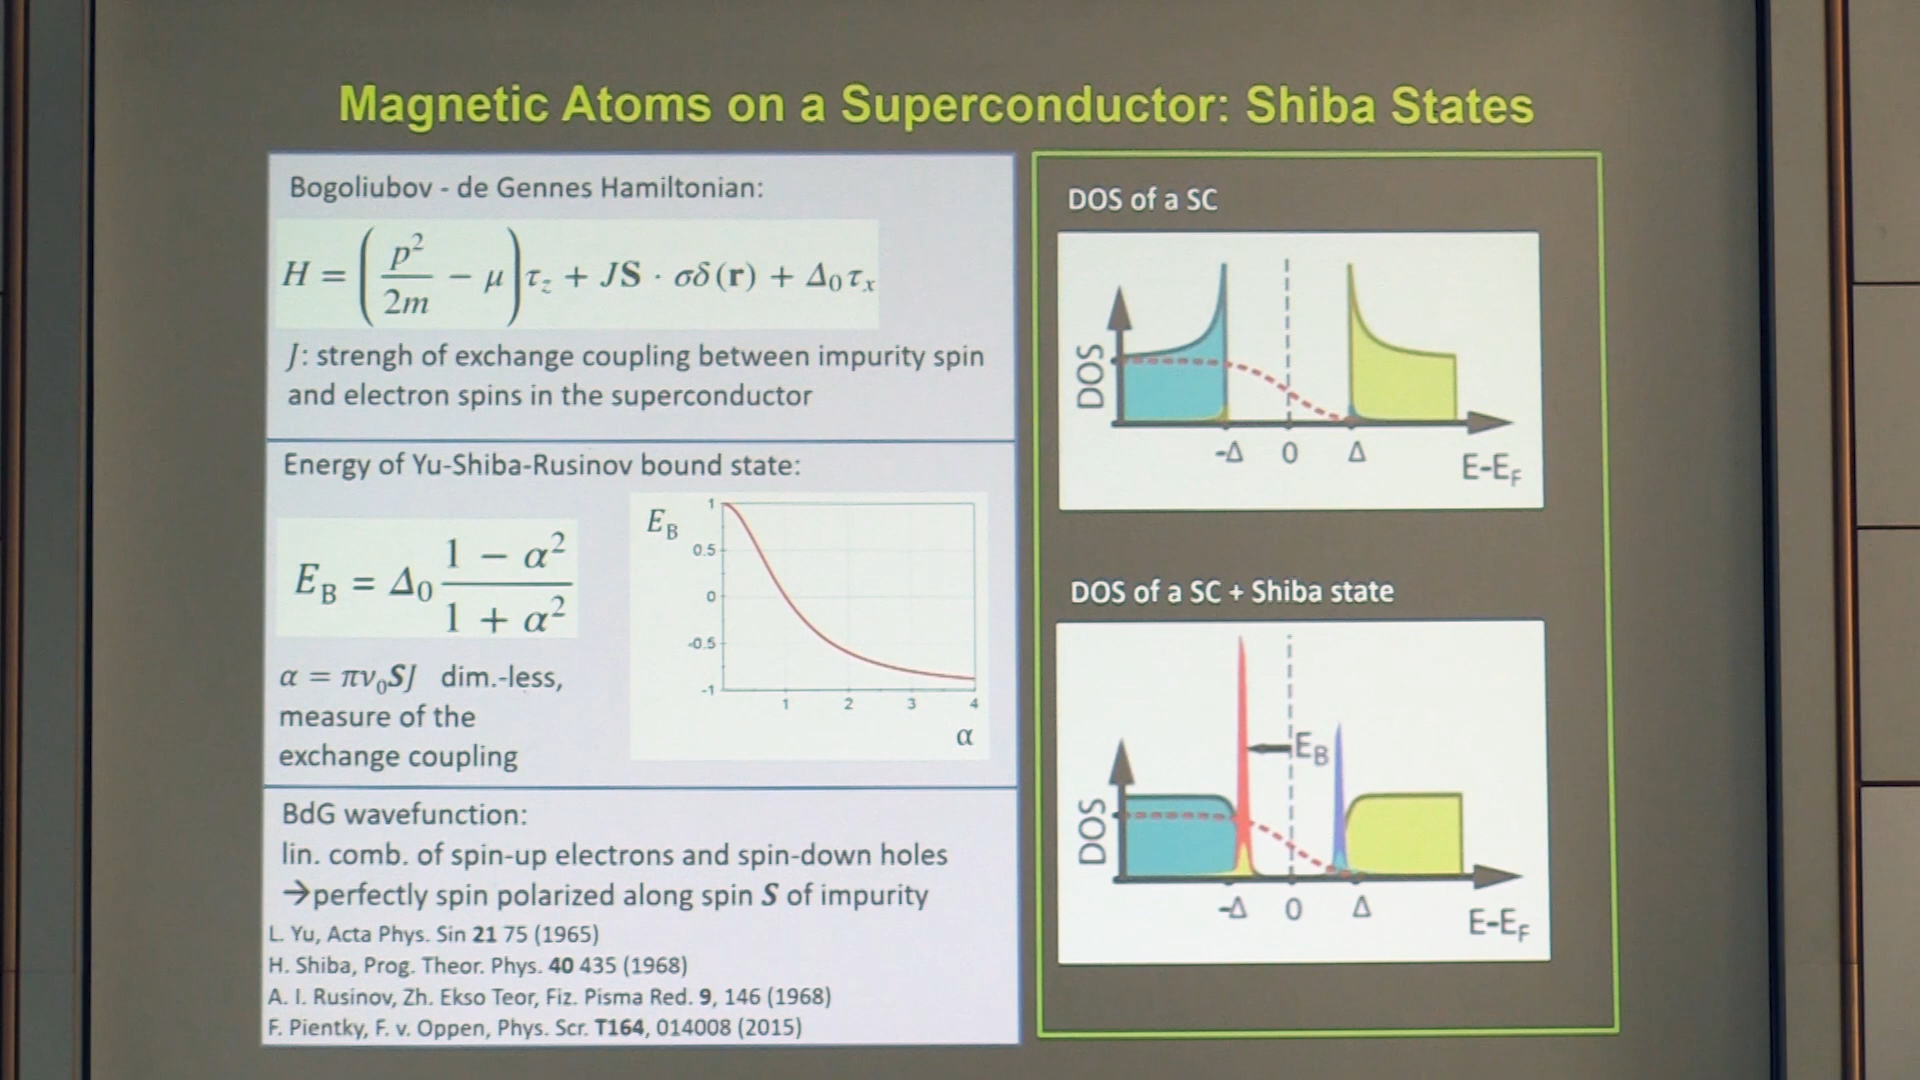 Magnetic Atoms on a Superconductor: Shiba States
Bogoliubov - de Gennes Hamiltonian:
H = (p²/2m − μ)τ_z + JS · σδ(r) + Δ₀τₓ
J: strengh of exchange coupling between impurity spin
and electron spins in the superconductor
Energy of Yu-Shiba-Rusinov bound state:
E_B = Δ₀ (1 − α²)/(1 + α²)
α = πν₀SJ dim.-less,
measure of the
exchange coupling
E_B
1
0.5
0
-0.5
-1
1 2 3 4
α
BdG wavefunction:
lin. comb. of spin-up electrons and spin-down holes
→perfectly spin polarized along spin S of impurity
L. Yu, Acta Phys. Sin 21 75 (1965)
H. Shiba, Prog. Theor. Phys. 40 435 (1968)
A. I. Rusinov, Zh. Ekso Teor, Fiz. Pisma Red. 9, 146 (1968)
F. Pientky, F. v. Oppen, Phys. Scr. T164, 014008 (2015)
DOS of a SC
DOS
-Δ 0 Δ
E-E_F
DOS of a SC + Shiba state
E_B
DOS
-Δ 0 Δ
E-E_F